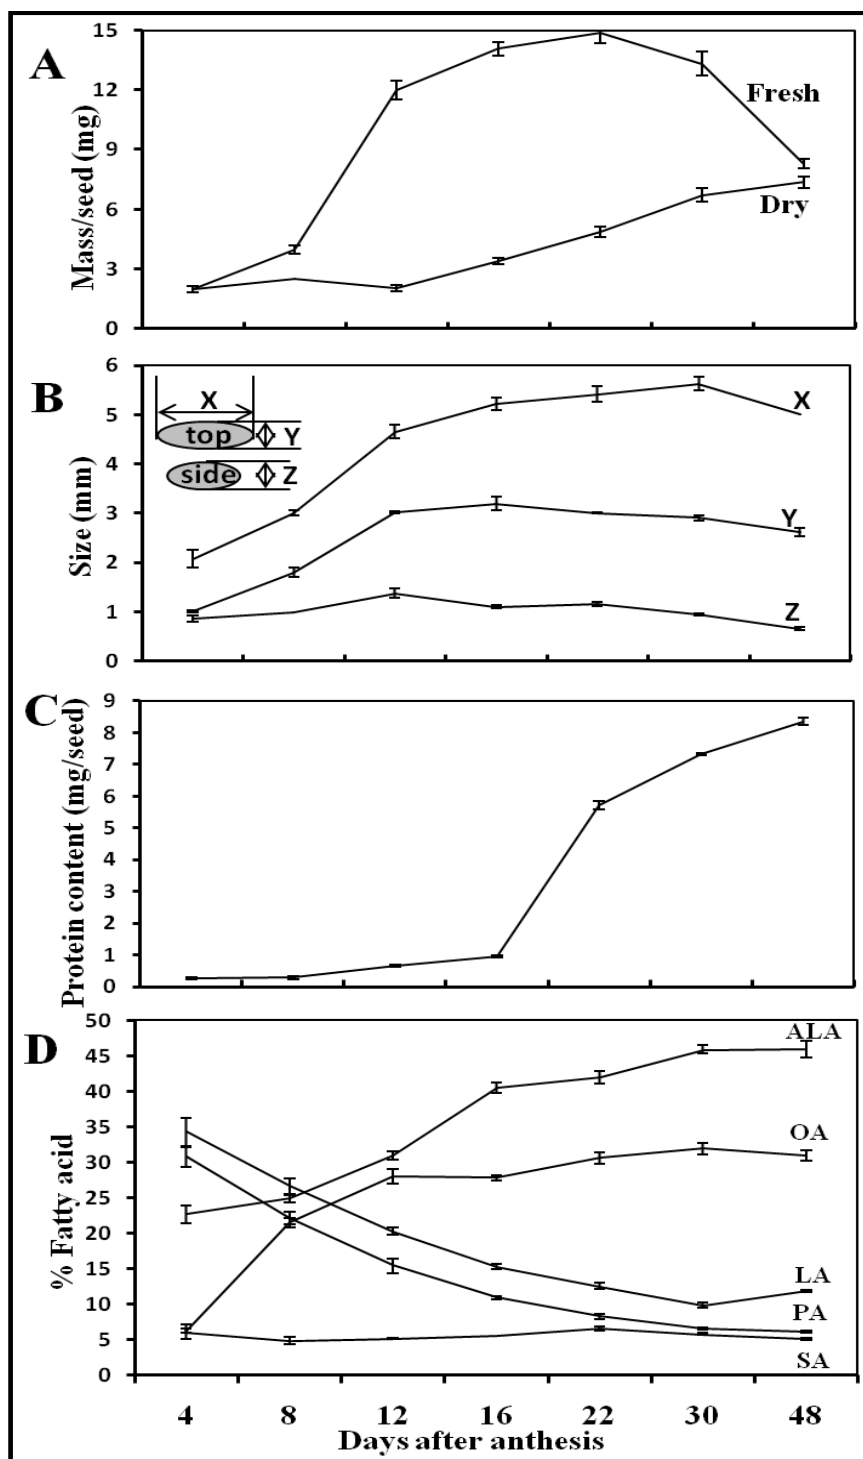 A
Mass/seed (mg)
15
12
9
6
3
0
Fresh
Dry
B
Size (mm)
6
5
4
3
2
1
0
X
top
Y
side
Z
X
Y
Z
C
Protein content (mg/seed)
9
8
7
6
5
4
3
2
1
0
D
% Fatty acid
50
45
40
35
30
25
20
15
10
5
0
ALA
OA
LA
PA
SA
4 8 12 16 22 30 48
Days after anthesis